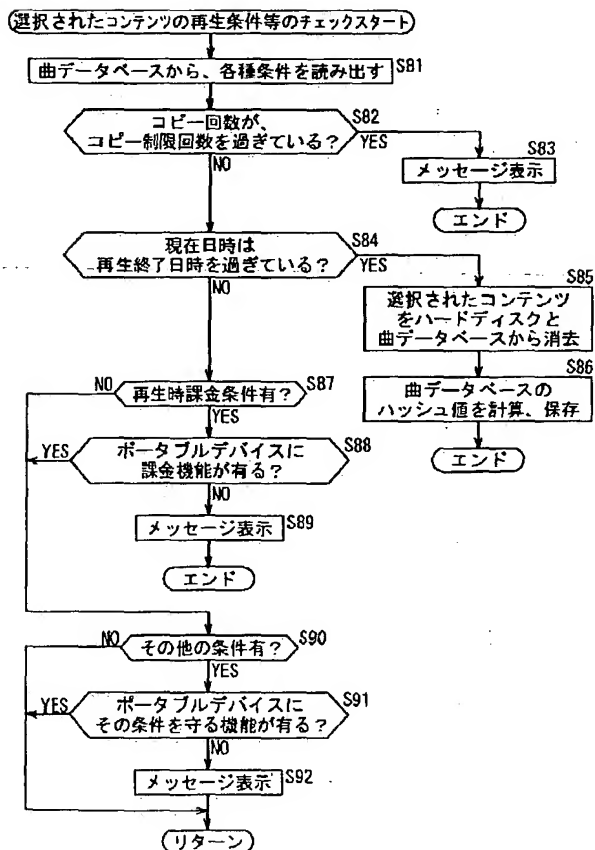 選択されたコンテンツの再生条件等のチェックスタート
曲データベースから、各種条件を読み出す
S81
コピー回数が、
コピー制限回数を過ぎている？
S82
YES
NO
S83
メッセージ表示
エンド
現在日時は
再生終了日時を過ぎている？
S84
YES
NO
S85
選択されたコンテンツ
をハードディスクと
曲データベースから消去
S86
曲データベースの
ハッシュ値を計算、保存
エンド
NO
再生時課金条件有？
S87
YES
YES
ポータブルデバイスに
課金機能が有る？
S88
NO
メッセージ表示
S89
エンド
NO
その他の条件有？
S90
YES
YES
ポータブルデバイスに
その条件を守る機能が有る？
S91
NO
メッセージ表示
S92
リターン